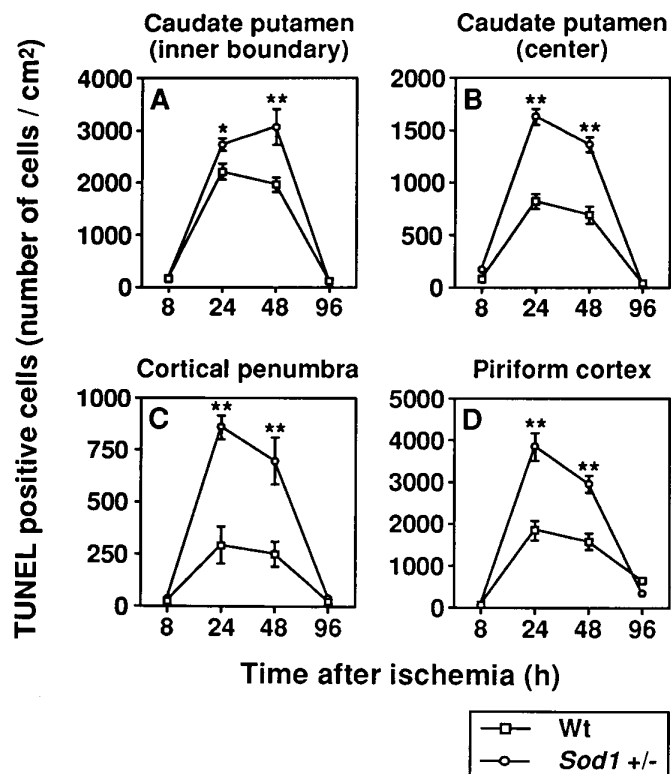 Caudate putamen
(inner boundary)
Caudate putamen
(center)
TUNEL positive cells (number of cells / cm²)
A
4000
3000
2000
1000
0
* **
8 24 48 96
B
2000
1500
1000
500
0
** **
8 24 48 96
Cortical penumbra
Piriform cortex
C
1000
750
500
250
0
** **
8 24 48 96
D
5000
4000
3000
2000
1000
0
** **
8 24 48 96
Time after ischemia (h)
Wt
Sod1 +/-